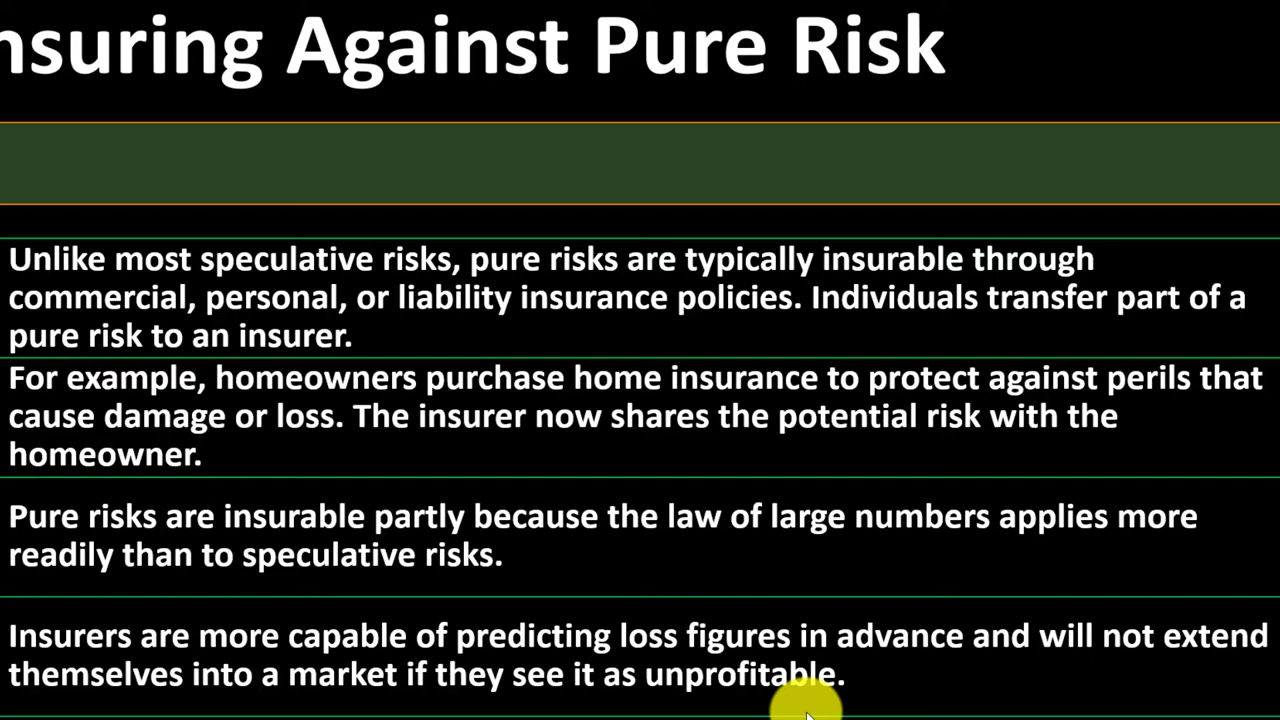 nsuring Against Pure Risk
Unlike most speculative risks, pure risks are typically insurable through
commercial, personal, or liability insurance policies. Individuals transfer part of a
pure risk to an insurer.
For example, homeowners purchase home insurance to protect against perils that
cause damage or loss. The insurer now shares the potential risk with the
homeowner.
Pure risks are insurable partly because the law of large numbers applies more
readily than to speculative risks.
Insurers are more capable of predicting loss figures in advance and will not extend
themselves into a market if they see it as unprofitable.